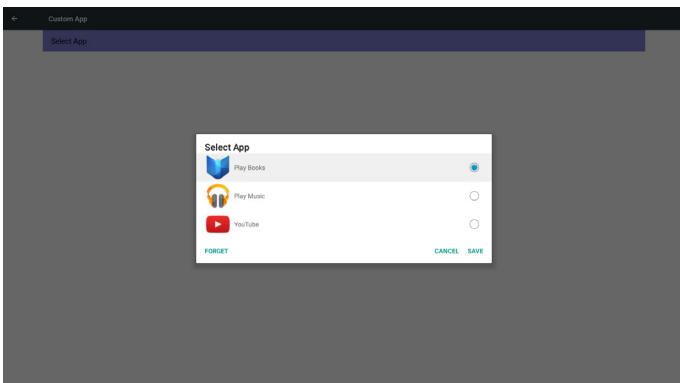 Custom App
Select App
Select App
Play Books
Play Music
YouTube
FORGET CANCEL SAVE